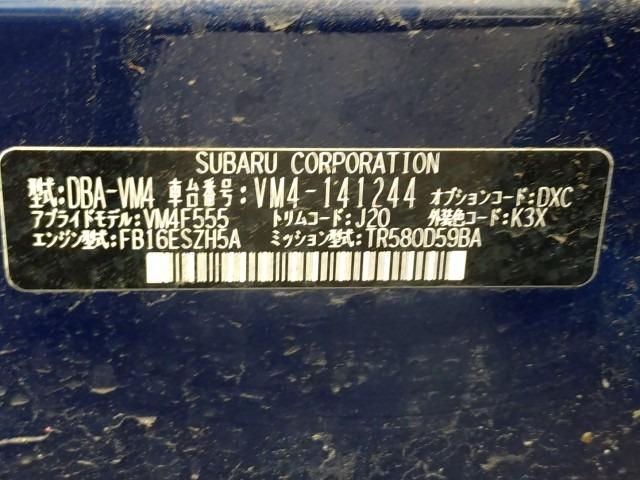 SUBARU CORPORATION
型式:DBA-VM4 車台番号:VM4-141244 オプションコード:DXC
アプライドモデル:VM4F555 トリムコード:J20 外装色コード:K3X
エンジン型式:FB16ESZH5A ミッション型式:TR580D59BA